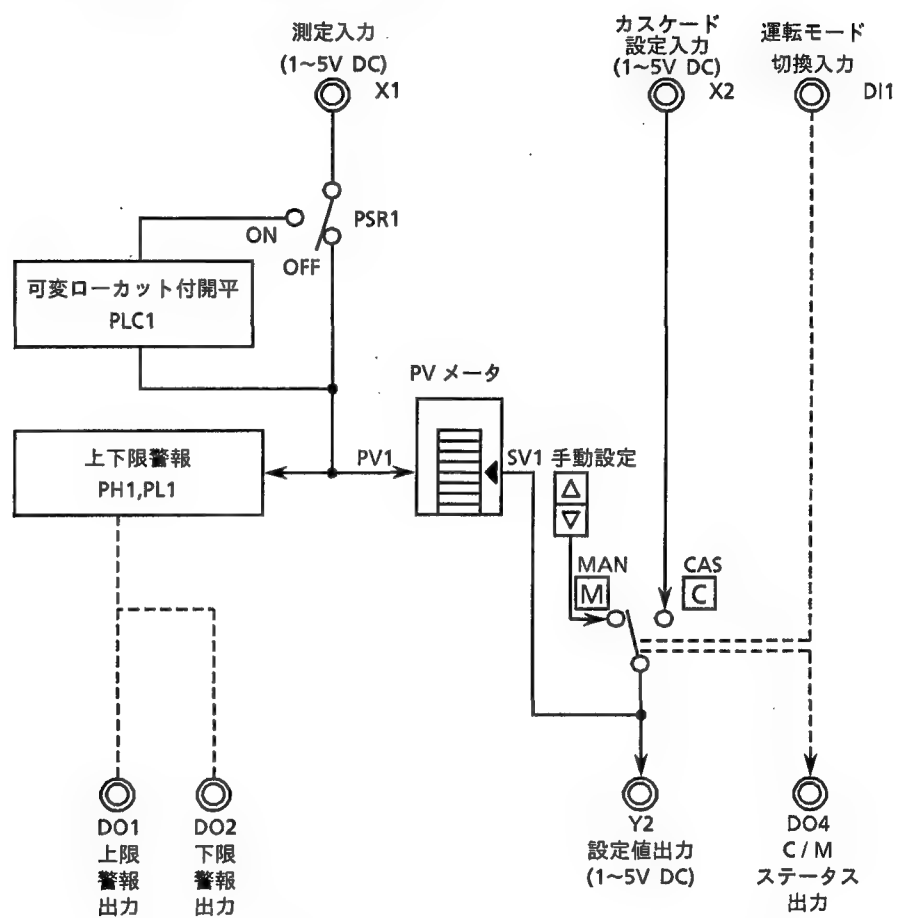 測定入力
(1~5V DC)
X1
カスケード
設定入力
(1~5V DC)
X2
運転モード
切換入力
DI1
PSR1
ON
OFF
可変ローカット付開平
PLC1
PVメータ
上下限警報
PH1,PL1
PV1
SV1 手動設定
△
▽
MAN
M
CAS
C
DO1
上限
警報
出力
DO2
下限
警報
出力
Y2
設定値出力
(1~5V DC)
DO4
C / M
ステータス
出力